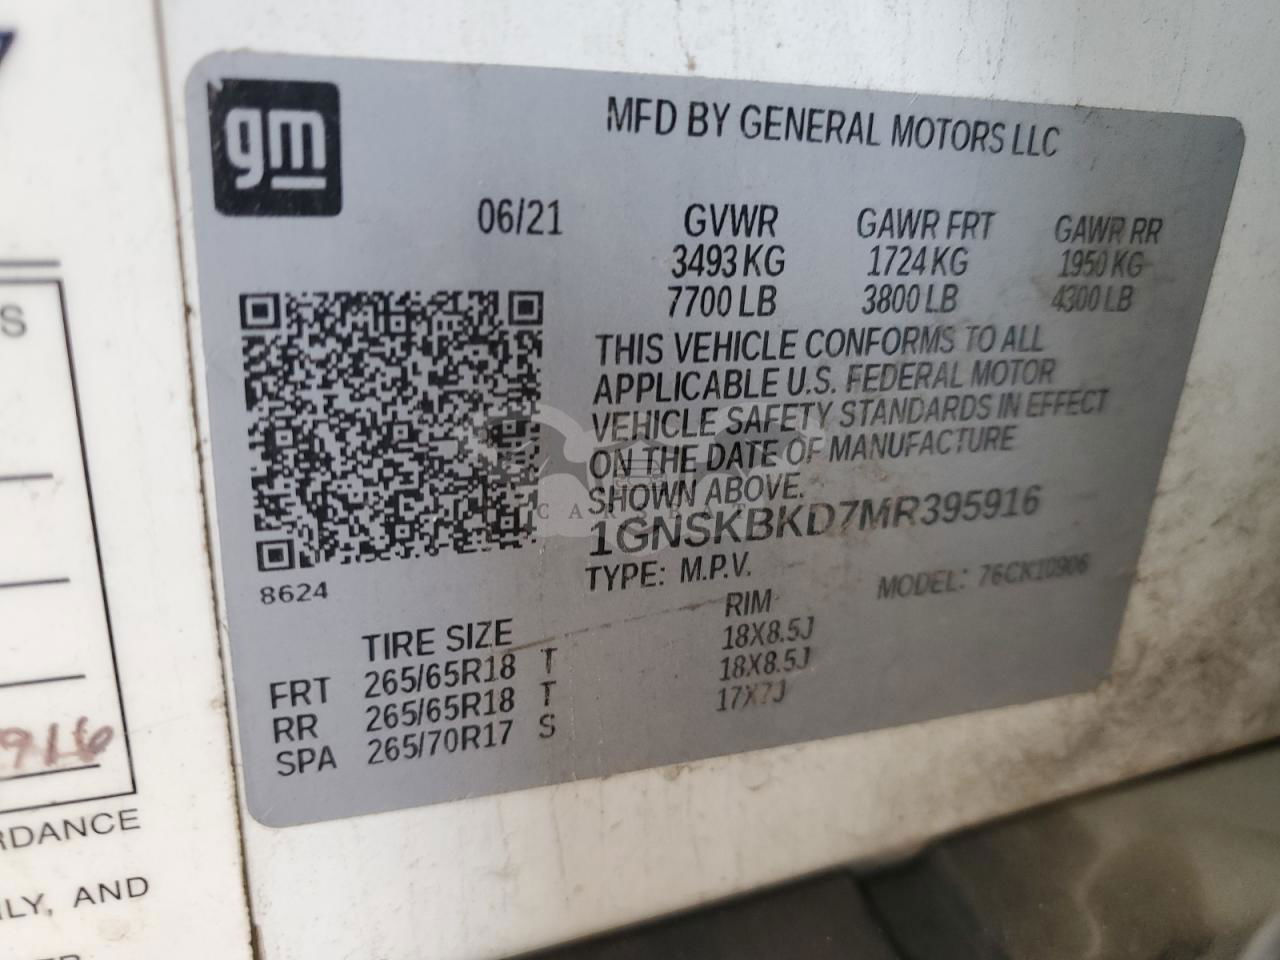 gm
MFD BY GENERAL MOTORS LLC
06/21 GVWR GAWR FRT GAWR RR
3493 KG 1724 KG 1950 KG
7700 LB 3800 LB 4300 LB
THIS VEHICLE CONFORMS TO ALL
APPLICABLE U.S. FEDERAL MOTOR
VEHICLE SAFETY STANDARDS IN EFFECT
ON THE DATE OF MANUFACTURE
SHOWN ABOVE.
1GNSKBKD7MR395916
TYPE: M.P.V. MODEL: 76CK10906
8624
TIRE SIZE RIM
FRT 265/65R18 T 18X8.5J
RR 265/65R18 T 18X8.5J
SPA 265/70R17 S 17X7J
S
916
RDANCE
ILY, AND